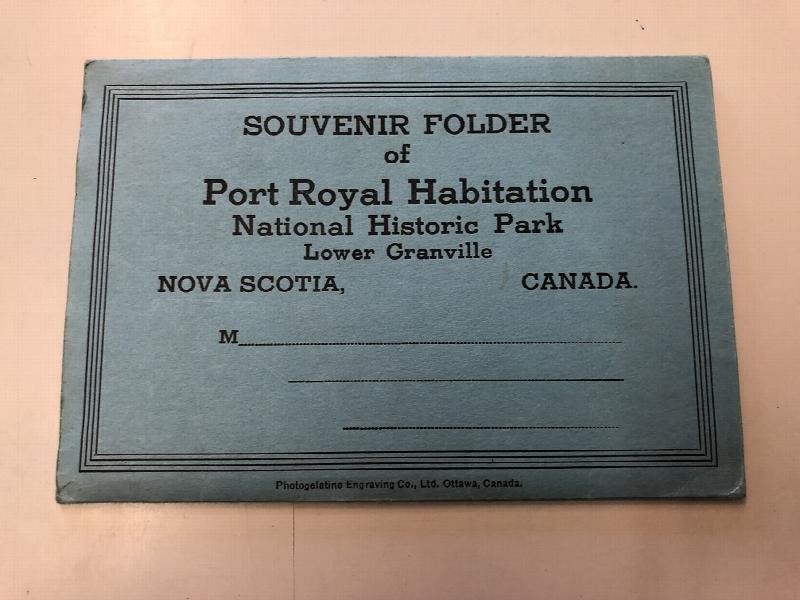 SOUVENIR FOLDER
of
Port Royal Habitation
National Historic Park
Lower Granville
NOVA SCOTIA, CANADA.
M
Photogelatine Engraving Co., Ltd. Ottawa, Canada.